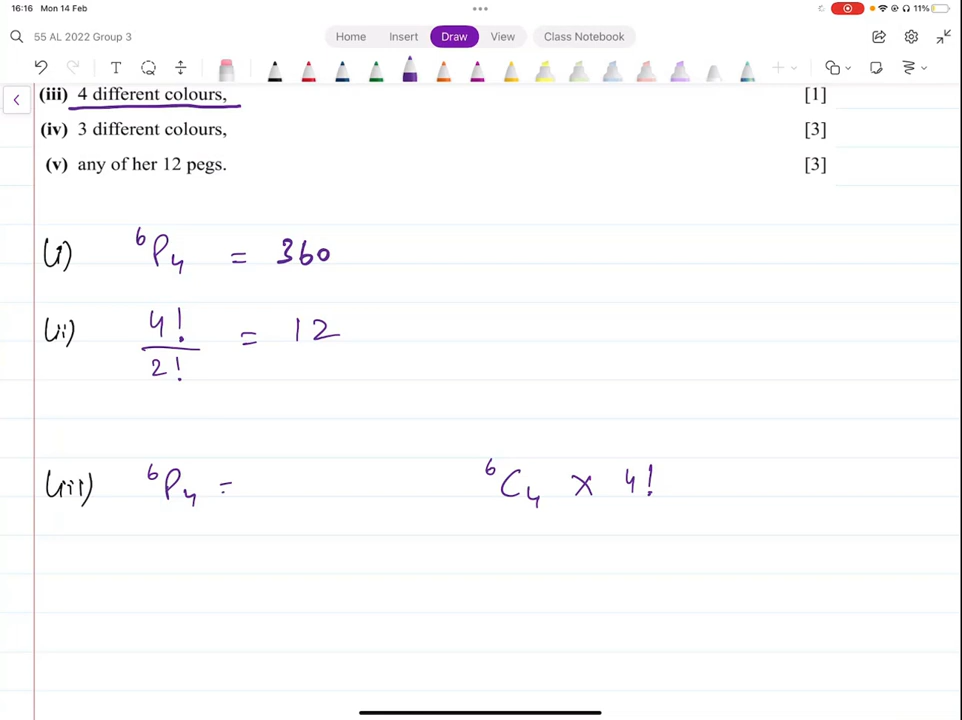 16:16 Mon 14 Feb 11%
55 AL 2022 Group 3 Home Insert Draw View Class Notebook
(iii) 4 different colours, [1]
(iv) 3 different colours, [3]
(v) any of her 12 pegs. [3]
(i) ⁶P₄ = 360
(ii) 4!/2! = 12
(iii) ⁶P₄ = ⁶C₄ × 4!